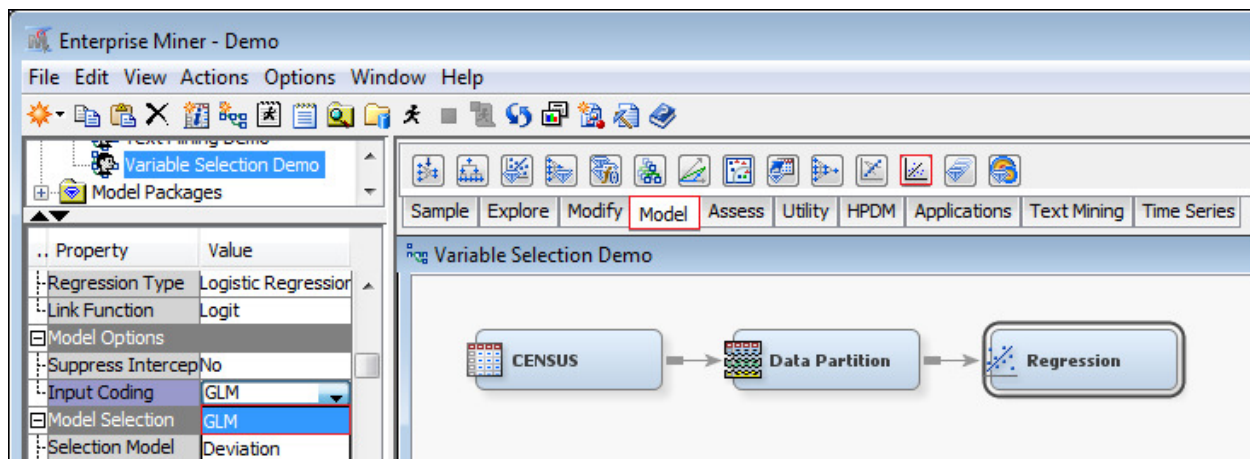 Enterprise Miner - Demo
File Edit View Actions Options Window Help
Text Mining Demo
Variable Selection Demo
Model Packages
Sample Explore Modify Model Assess Utility HPDM Applications Text Mining Time Series
.. Property Value
Regression Type Logistic Regression
Link Function Logit
Model Options
Suppress Intercep No
Input Coding GLM
Model Selection GLM
Selection Model Deviation
Variable Selection Demo
CENSUS
Data Partition
Regression